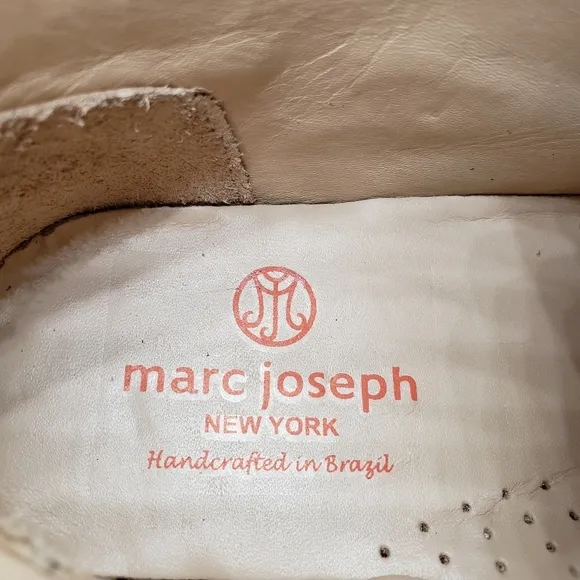 marc joseph
NEW YORK
Handcrafted in Brazil